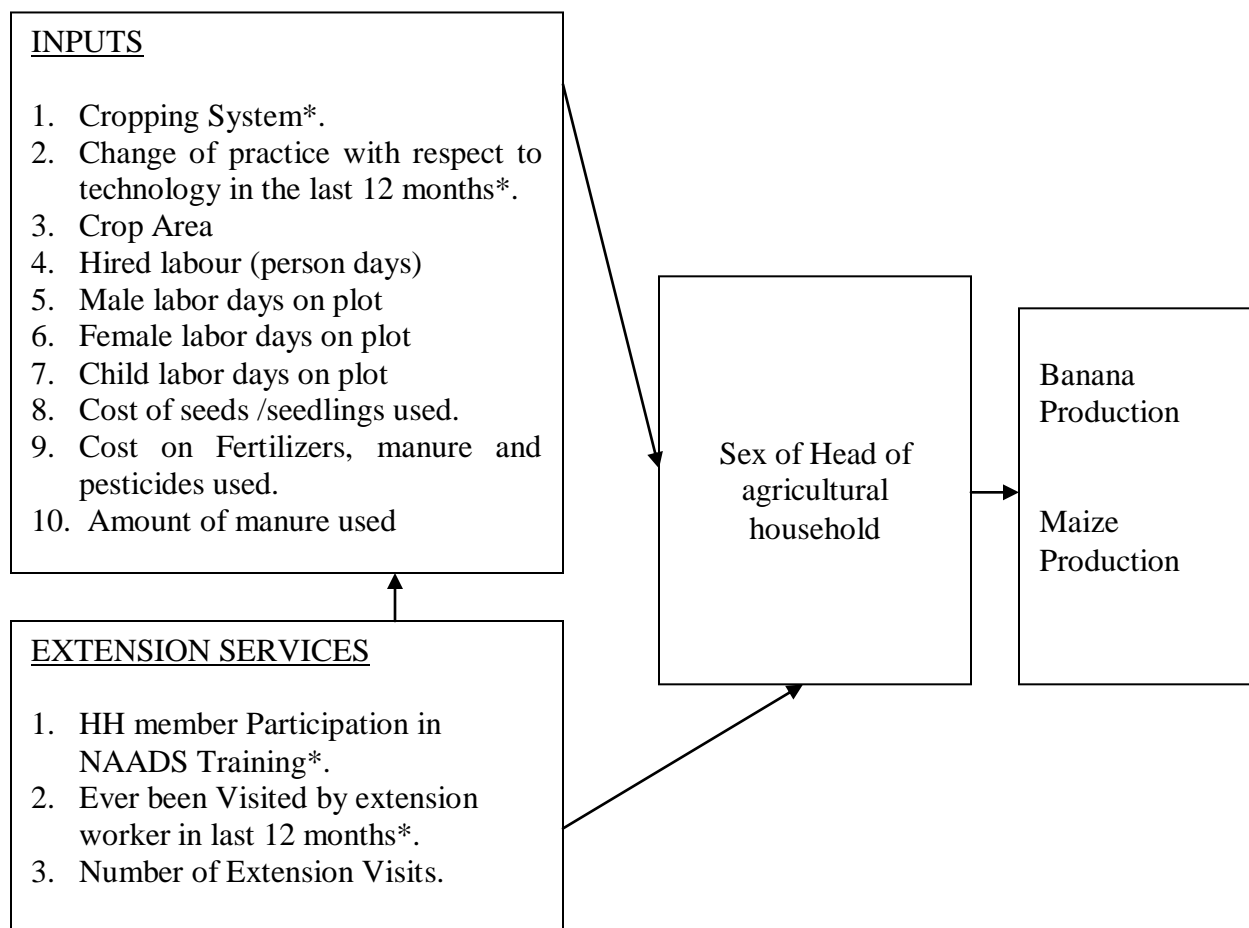 INPUTS
1. Cropping System*.
2. Change of practice with respect to
technology in the last 12 months*.
3. Crop Area
4. Hired labour (person days)
5. Male labor days on plot
6. Female labor days on plot
7. Child labor days on plot
8. Cost of seeds /seedlings used.
9. Cost on Fertilizers, manure and
pesticides used.
10. Amount of manure used
EXTENSION SERVICES
1. HH member Participation in
NAADS Training*.
2. Ever been Visited by extension
worker in last 12 months*.
3. Number of Extension Visits.
Sex of Head of
agricultural
household
Banana
Production
Maize
Production